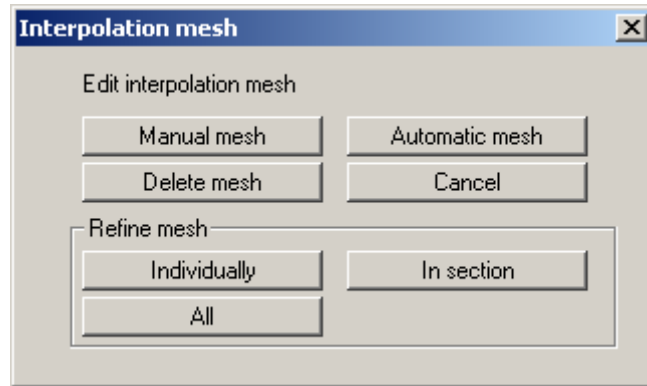 Interpolation mesh
Edit interpolation mesh
Manual mesh
Automatic mesh
Delete mesh
Cancel
Refine mesh
Individually
In section
All